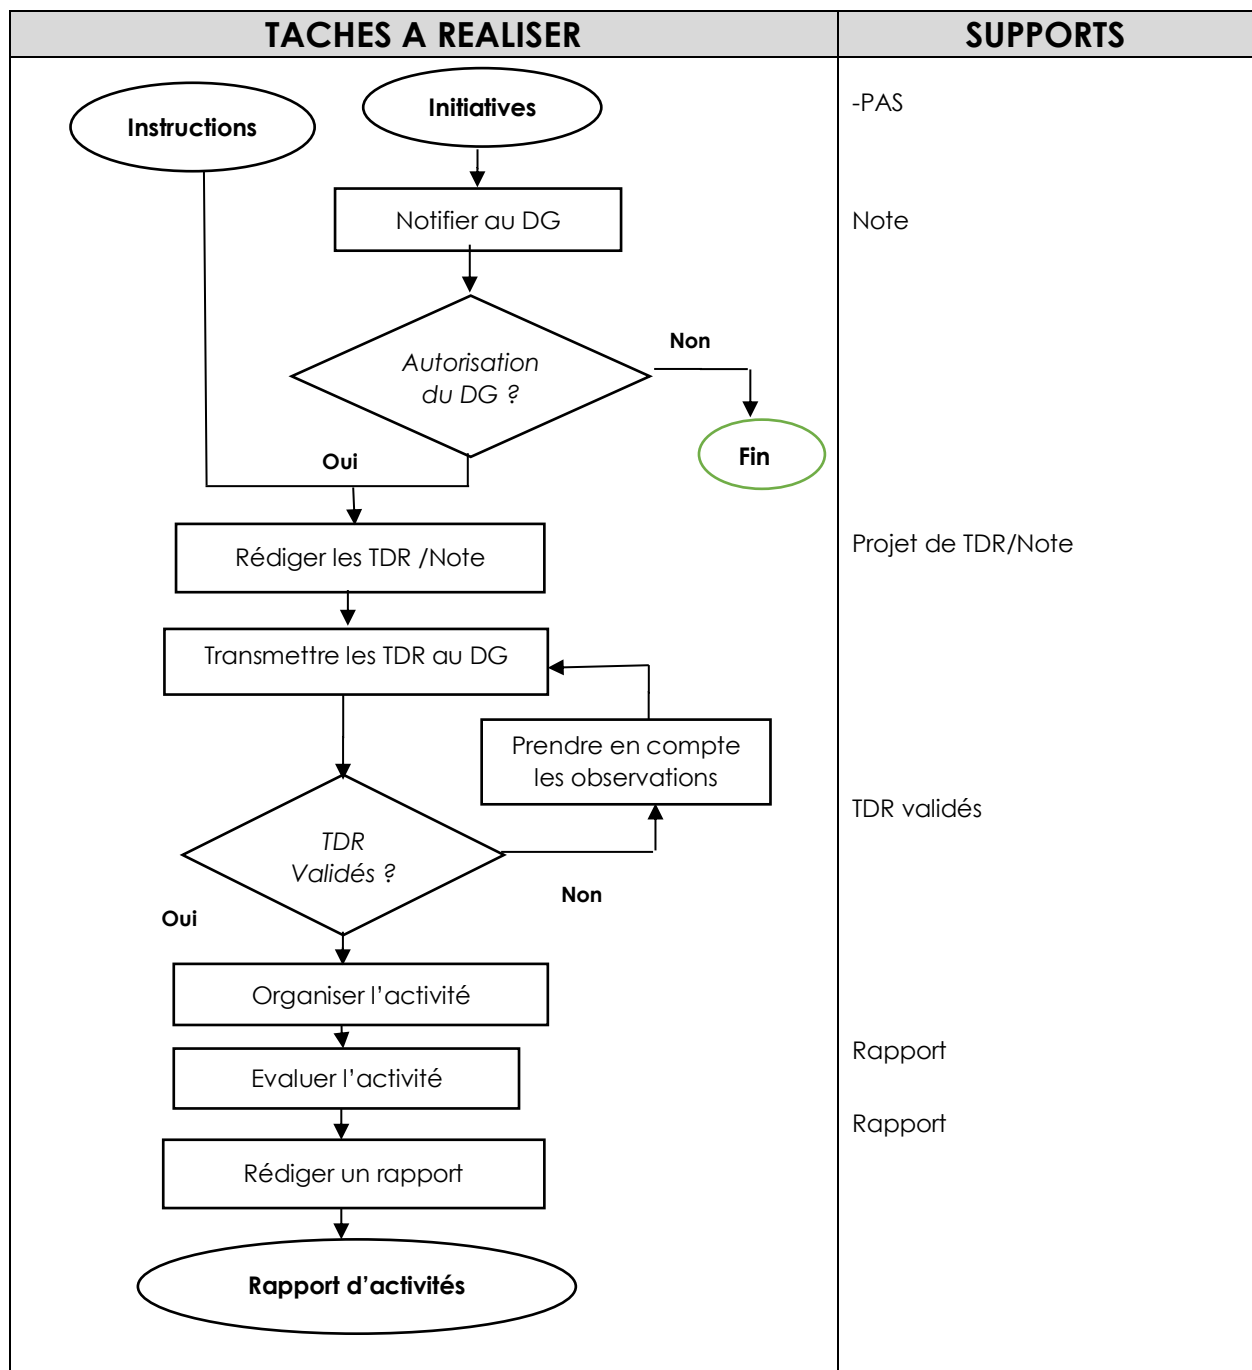 TACHES A REALISER
SUPPORTS
Instructions
Initiatives
-PAS
Notifier au DG
Note
Autorisation
du DG ?
Non
Oui
Fin
Rédiger les TDR /Note
Projet de TDR/Note
Transmettre les TDR au DG
Prendre en compte
les observations
TDR validés
TDR
Validés ?
Non
Oui
Organiser l’activité
Rapport
Evaluer l’activité
Rapport
Rédiger un rapport
Rapport d’activités